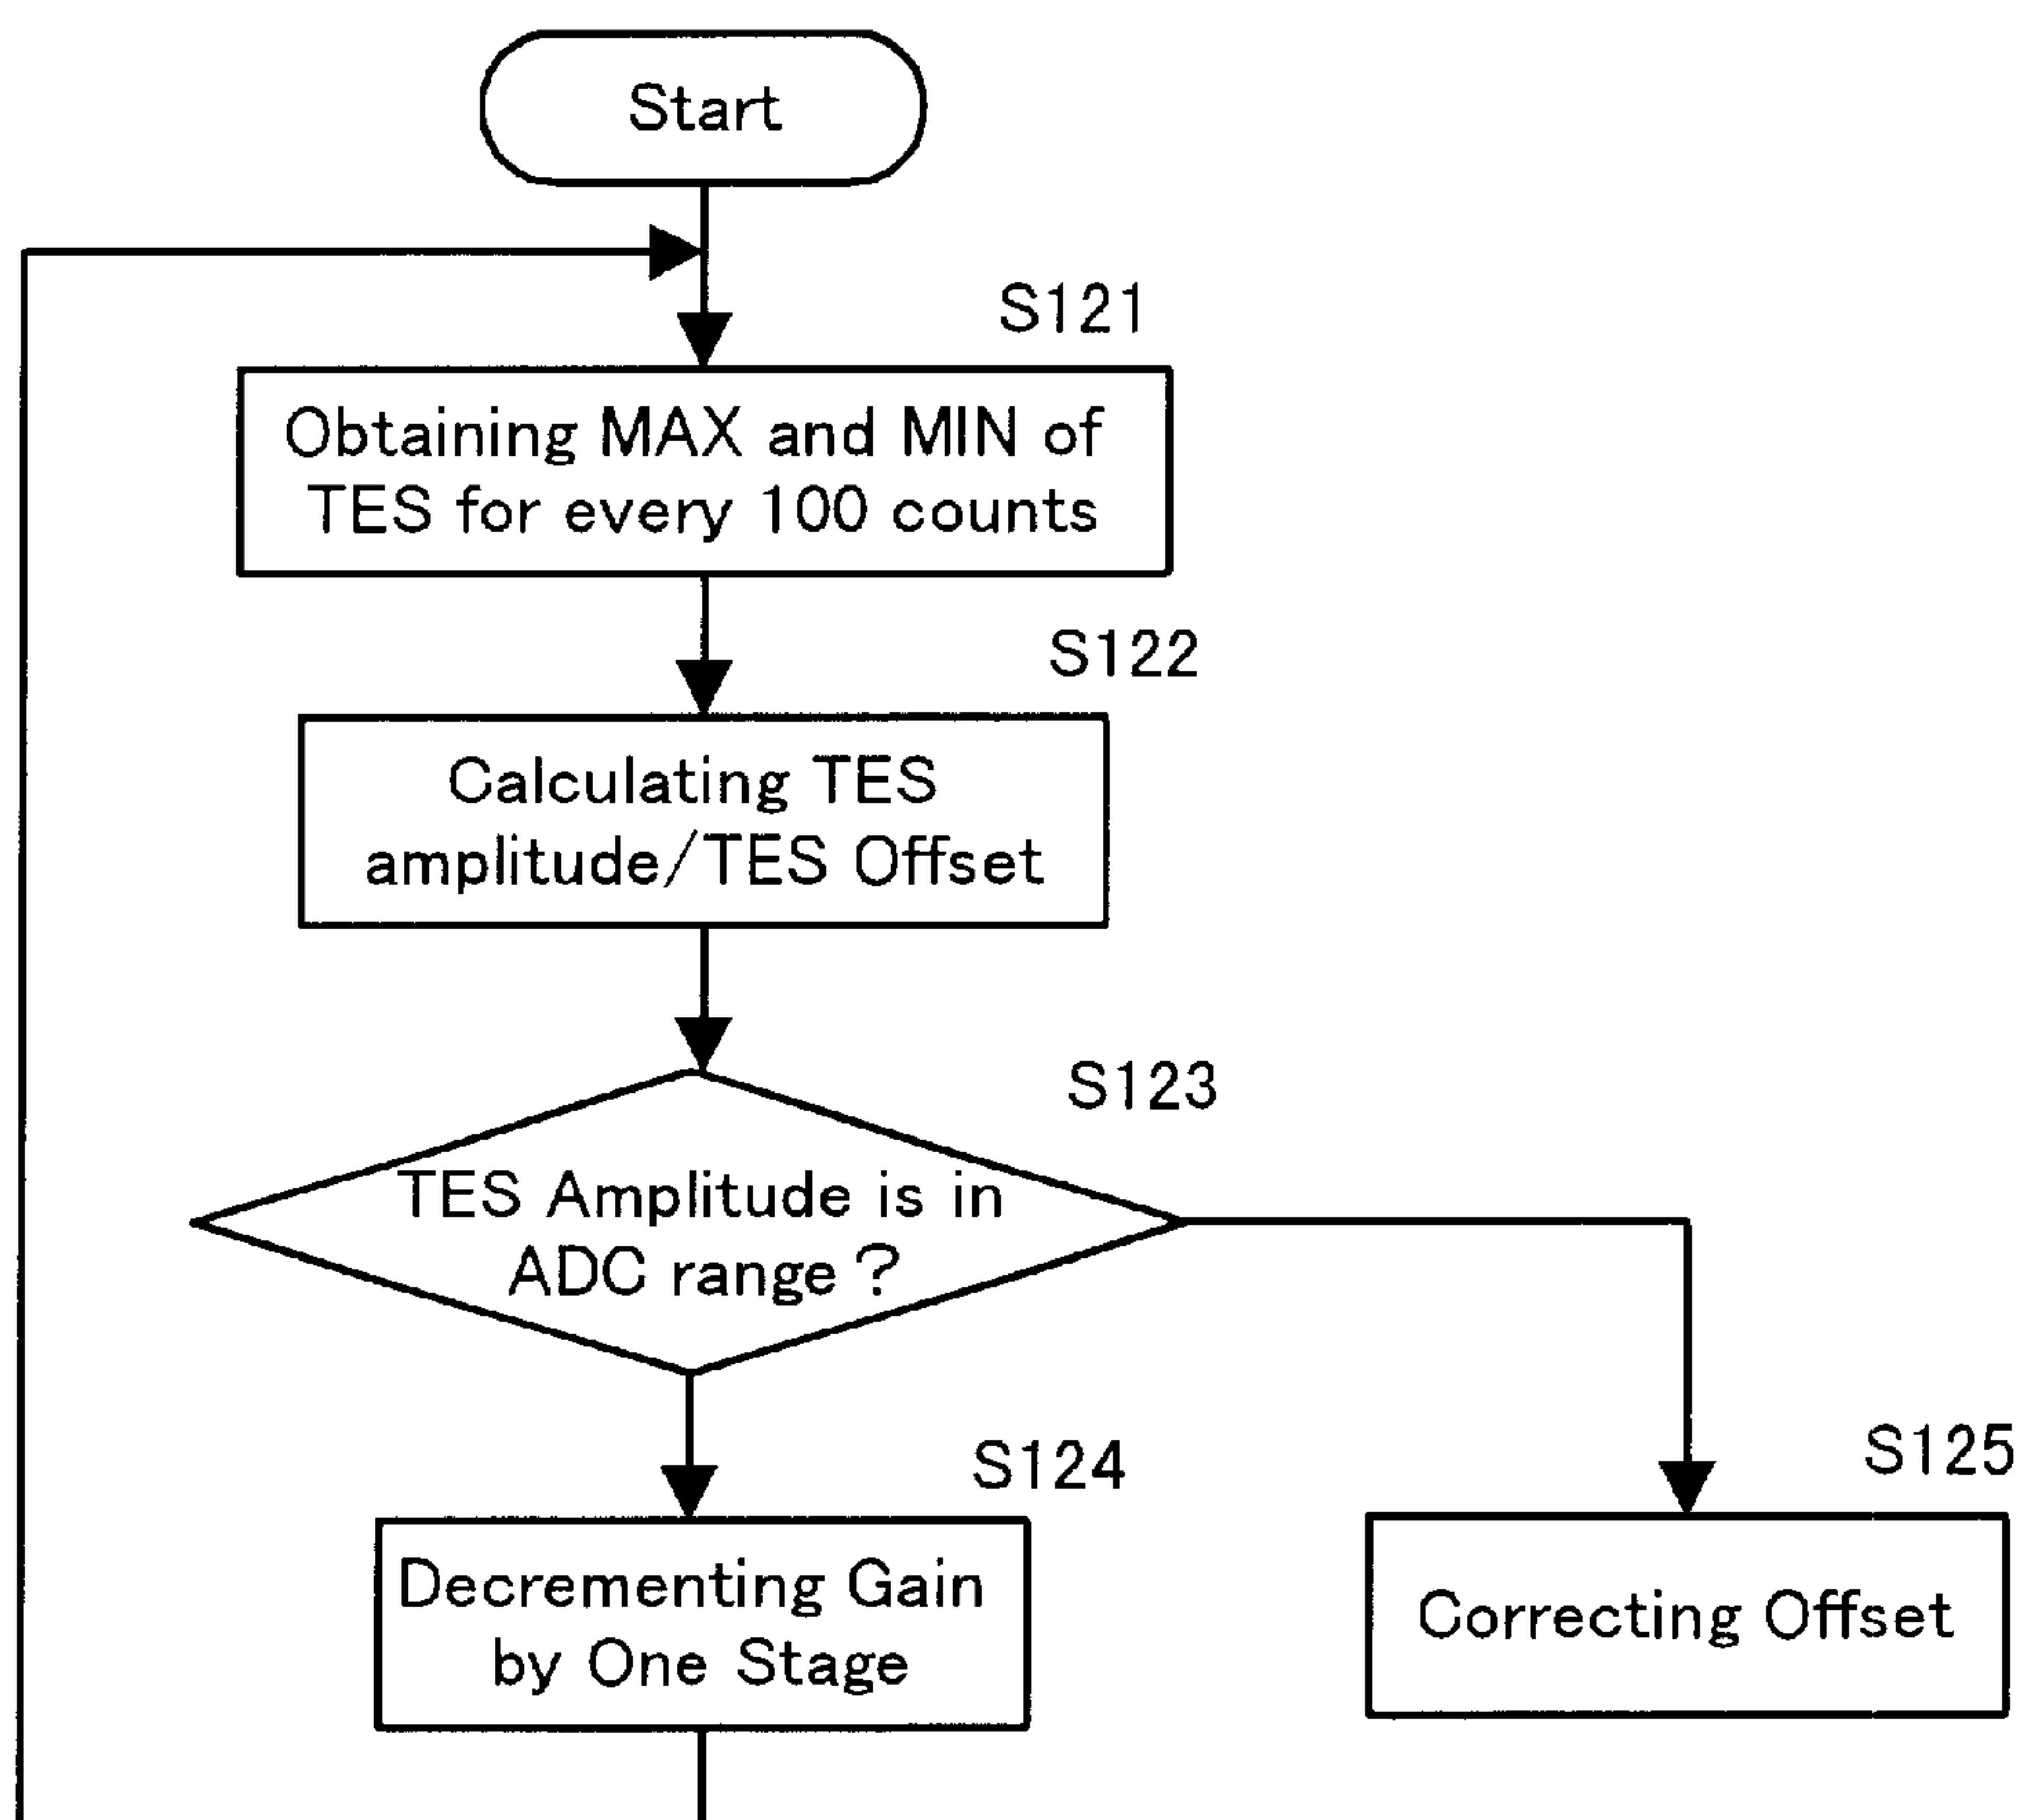 Start
S121
Obtaining MAX and MIN of
TES for every 100 counts
S122
Calculating TES
amplitude/TES Offset
S123
TES Amplitude is in
ADC range ?
S124
Decrementing Gain
by One Stage
S125
Correcting Offset